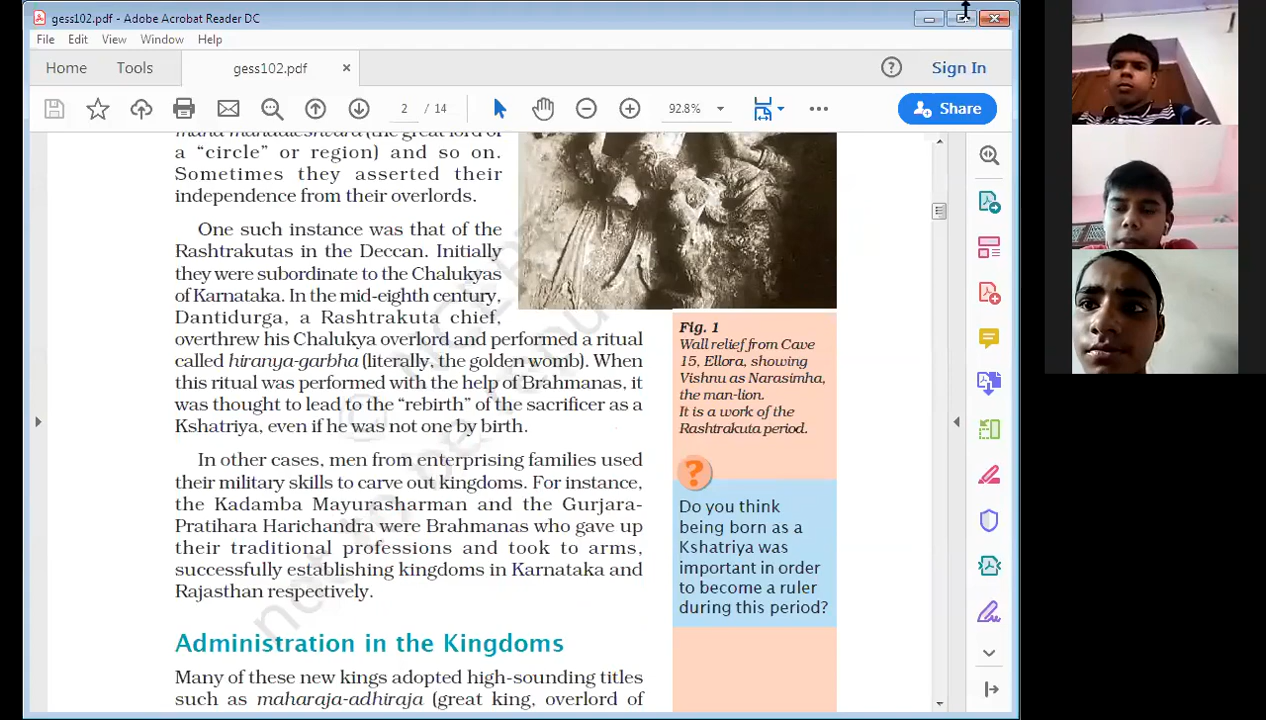 gess102.pdf - Adobe Acrobat Reader DC
File Edit View Window Help
Home Tools gess102.pdf × ? Sign In
2 / 14 92.8% Share
maha-mandaleshvara (the great lord of
a “circle” or region) and so on.
Sometimes they asserted their
independence from their overlords.
One such instance was that of the
Rashtrakutas in the Deccan. Initially
they were subordinate to the Chalukyas
of Karnataka. In the mid-eighth century,
Dantidurga, a Rashtrakuta chief,
overthrew his Chalukya overlord and performed a ritual
called hiranya-garbha (literally, the golden womb). When
this ritual was performed with the help of Brahmanas, it
was thought to lead to the “rebirth” of the sacrificer as a
Kshatriya, even if he was not one by birth.
In other cases, men from enterprising families used
their military skills to carve out kingdoms. For instance,
the Kadamba Mayurasharman and the Gurjara-
Pratihara Harichandra were Brahmanas who gave up
their traditional professions and took to arms,
successfully establishing kingdoms in Karnataka and
Rajasthan respectively.
Administration in the Kingdoms
Many of these new kings adopted high-sounding titles
such as maharaja-adhiraja (great king, overlord of
Fig. 1
Wall relief from Cave
15, Ellora, showing
Vishnu as Narasimha,
the man-lion.
It is a work of the
Rashtrakuta period.
?
Do you think
being born as a
Kshatriya was
important in order
to become a ruler
during this period?